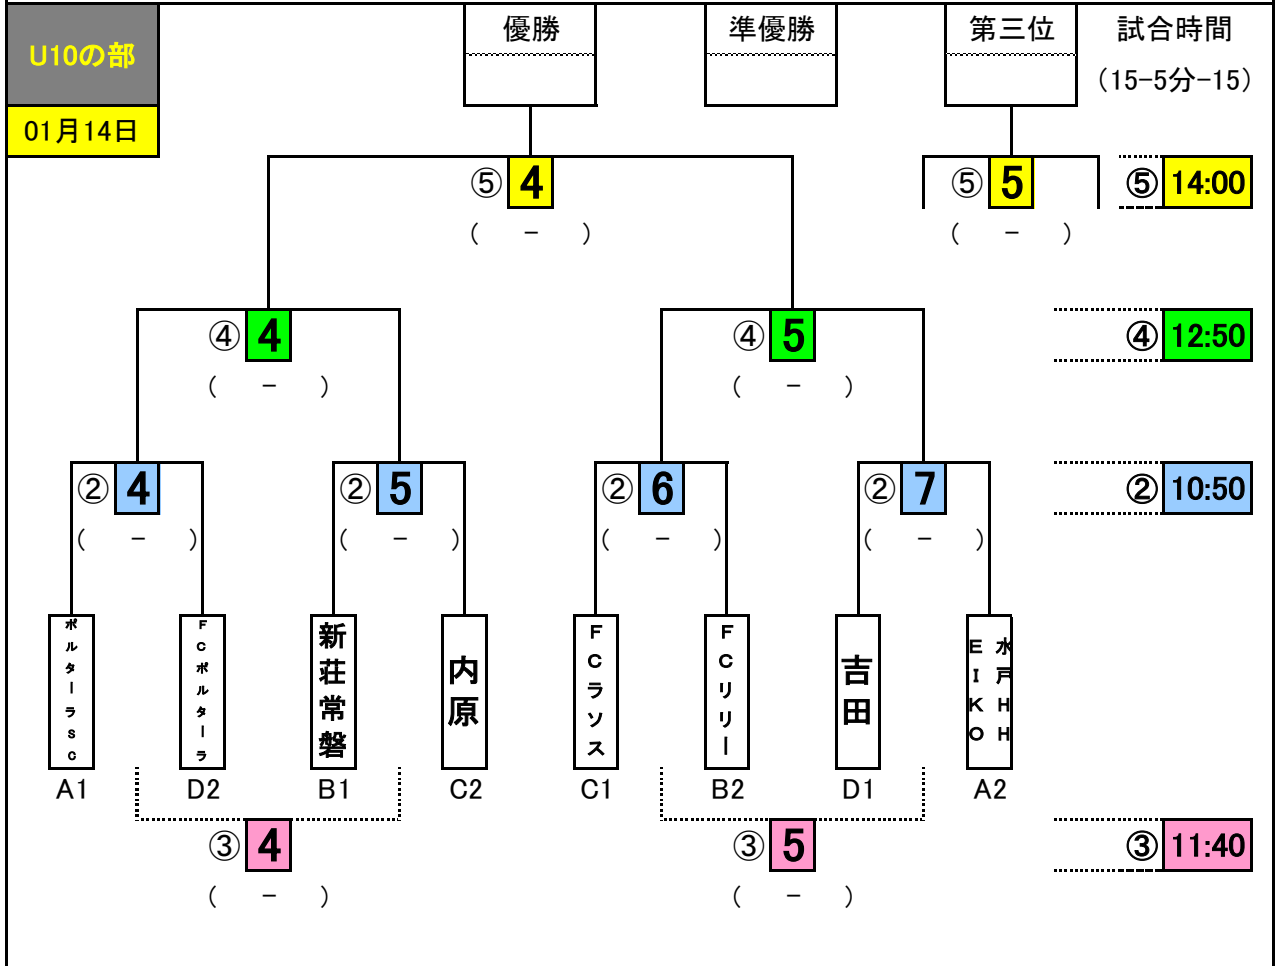 優勝 準優勝 第三位 試合時間
U10の部
(15-5分-15)
01月14日
⑤ 4 ⑤ 5 ⑤ 14:00
( - ) ( - )
④ 4 ④ 5 ④ 12:50
( - ) ( - )
② 4 ② 5 ② 6 ② 7 ② 10:50
( - ) ( - ) ( - ) ( - )
ポルターラSC
FCポルターラ
新荘常磐
内原
FCラソス
FCリリー
吉田
水戸HH
EIKO
A1 D2 B1 C2 C1 B2 D1 A2
③ 4 ③ 5 ③ 11:40
( - ) ( - )